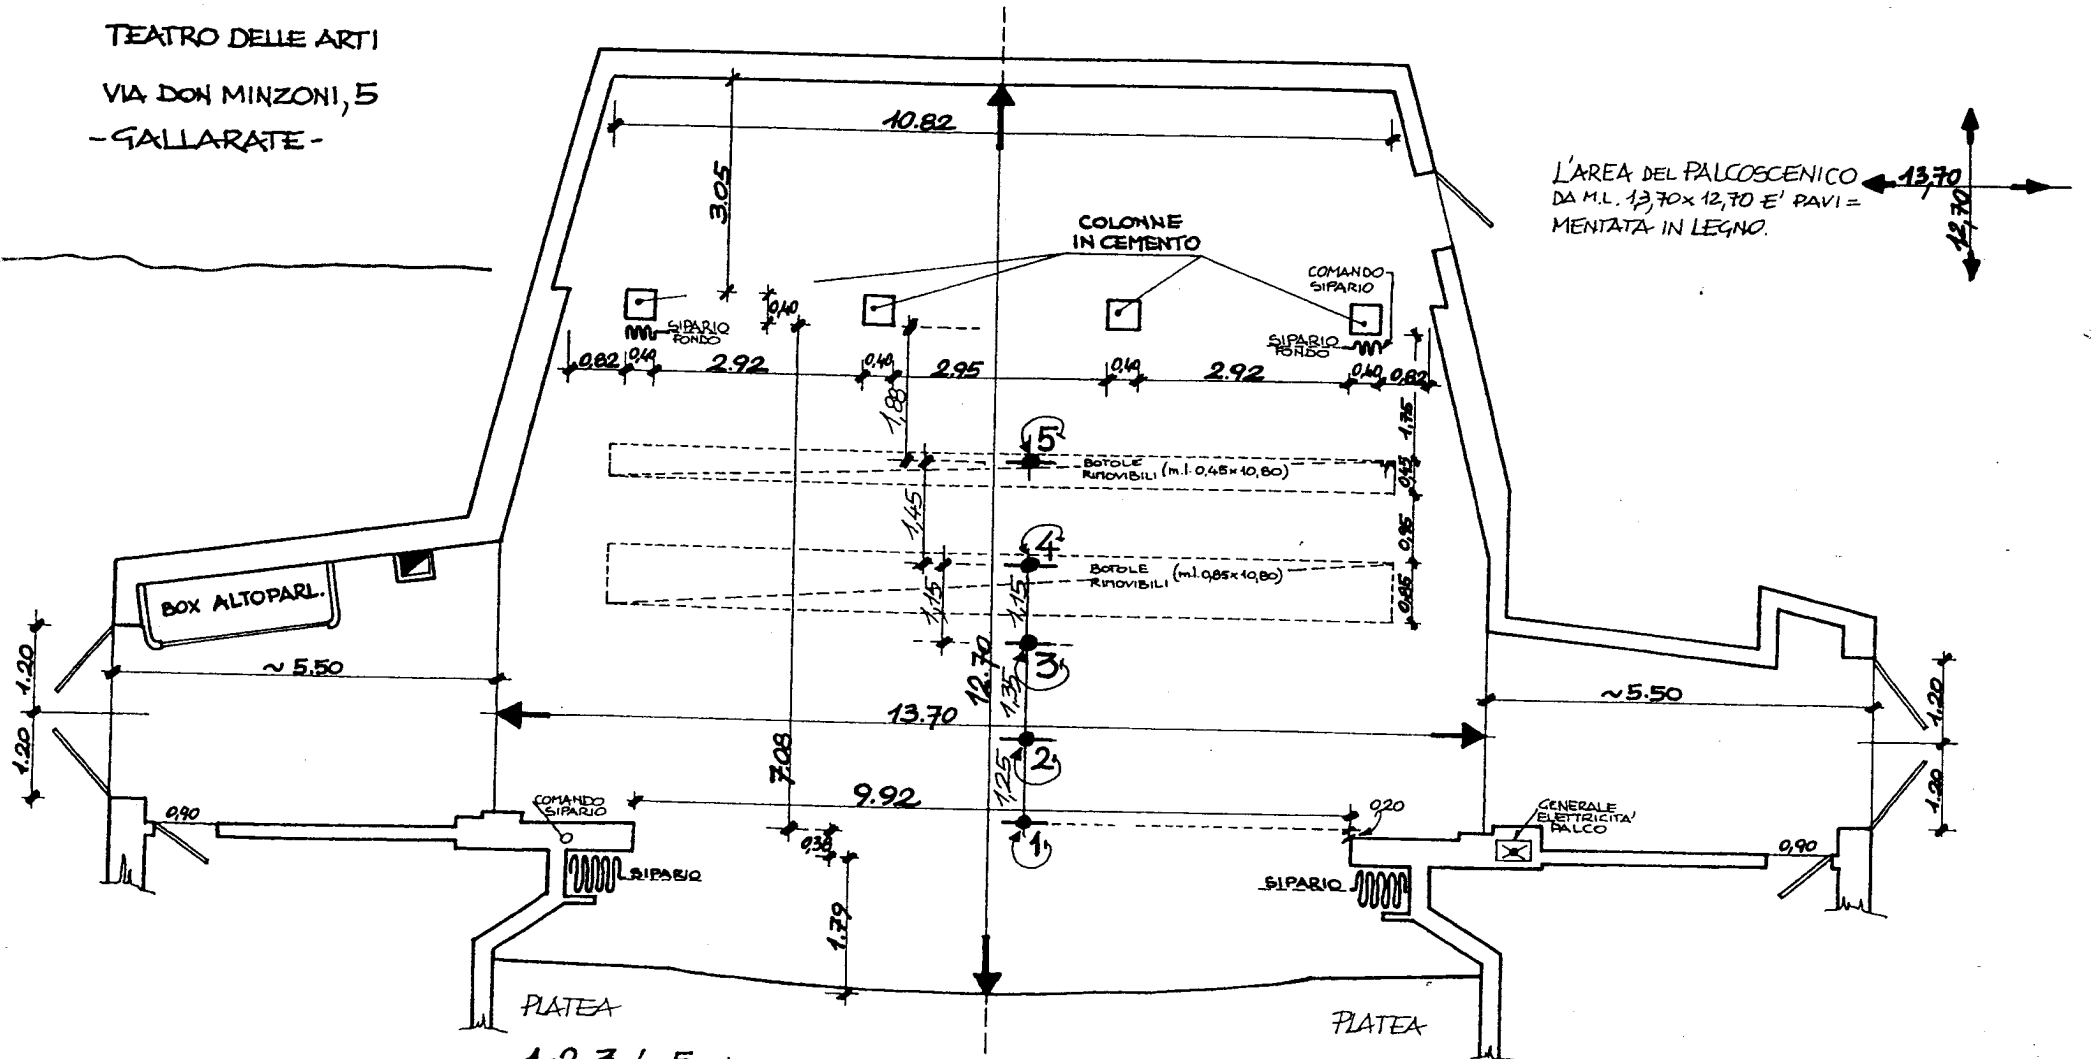 TEATRO DELLE ARTI
VIA DON MINZONI, 5
-GALLARATE-
10.82
3.05
COLONNE
IN CEMENTO
L'AREA DEL PALCOSCENICO
DA M.L. 13,70 x 12,70 E' PAVI=
MENTATA IN LEGNO.
13,70
12,70
COMANDO
SIPARIO
0,40
SIPARIO
FONDO
SIPARIO
FONDO
0,82
0,40
2.92
0,40
2.95
0,40
2.92
0,40
0,82
1,88
1,75
5
BOTOLE
RIMOVIBILI (m.l. 0,45x10,80)
0,45
1,45
0,95
4
BOTOLE
RIMOVIBILI (m.l. 0,85x10,80)
0,85
1,15
1,15
BOX ALTOPARL.
1.20
1.20
~ 5.50
3
12.70
1,35
~5.50
1.20
1.20
13.70
7.08
2
1,25
9.92
COMANDO
SIPARIO
0,90
0,20
GENERALE
ELETTRICITA'
PALCO
0,90
1
0,38
SIPARIO
SIPARIO
1.79
PLATEA
PLATEA